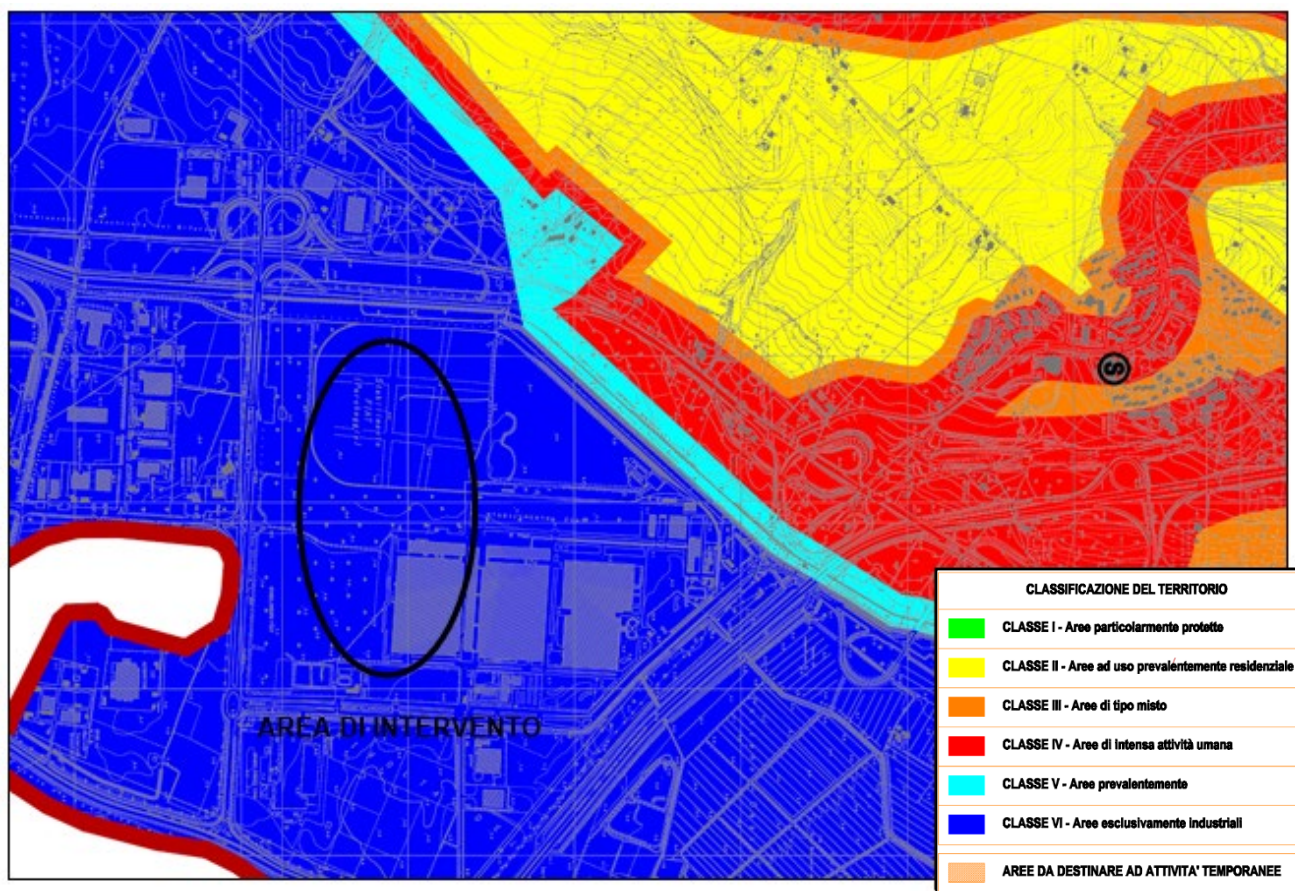 S
AREA DI INTERVENTO
CLASSIFICAZIONE DEL TERRITORIO
CLASSE I - Aree particolarmente protette
CLASSE II - Aree ad uso prevalentemente residenziale
CLASSE III - Aree di tipo misto
CLASSE IV - Aree di intensa attività umana
CLASSE V - Aree prevalentemente
CLASSE VI - Aree esclusivamente industriali
AREE DA DESTINARE AD ATTIVITA' TEMPORANEE